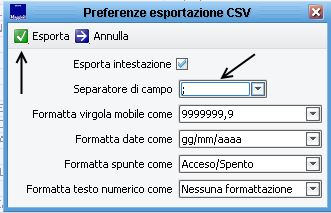 Preferenze esportazione CSV
Esporta Annulla
Esporta intestazione
Separatore di campo ;
Formatta virgola mobile come 9999999,9
Formatta date come gg/mm/aaaa
Formatta spunte come Acceso/Spento
Formatta testo numerico come Nessuna formattazione